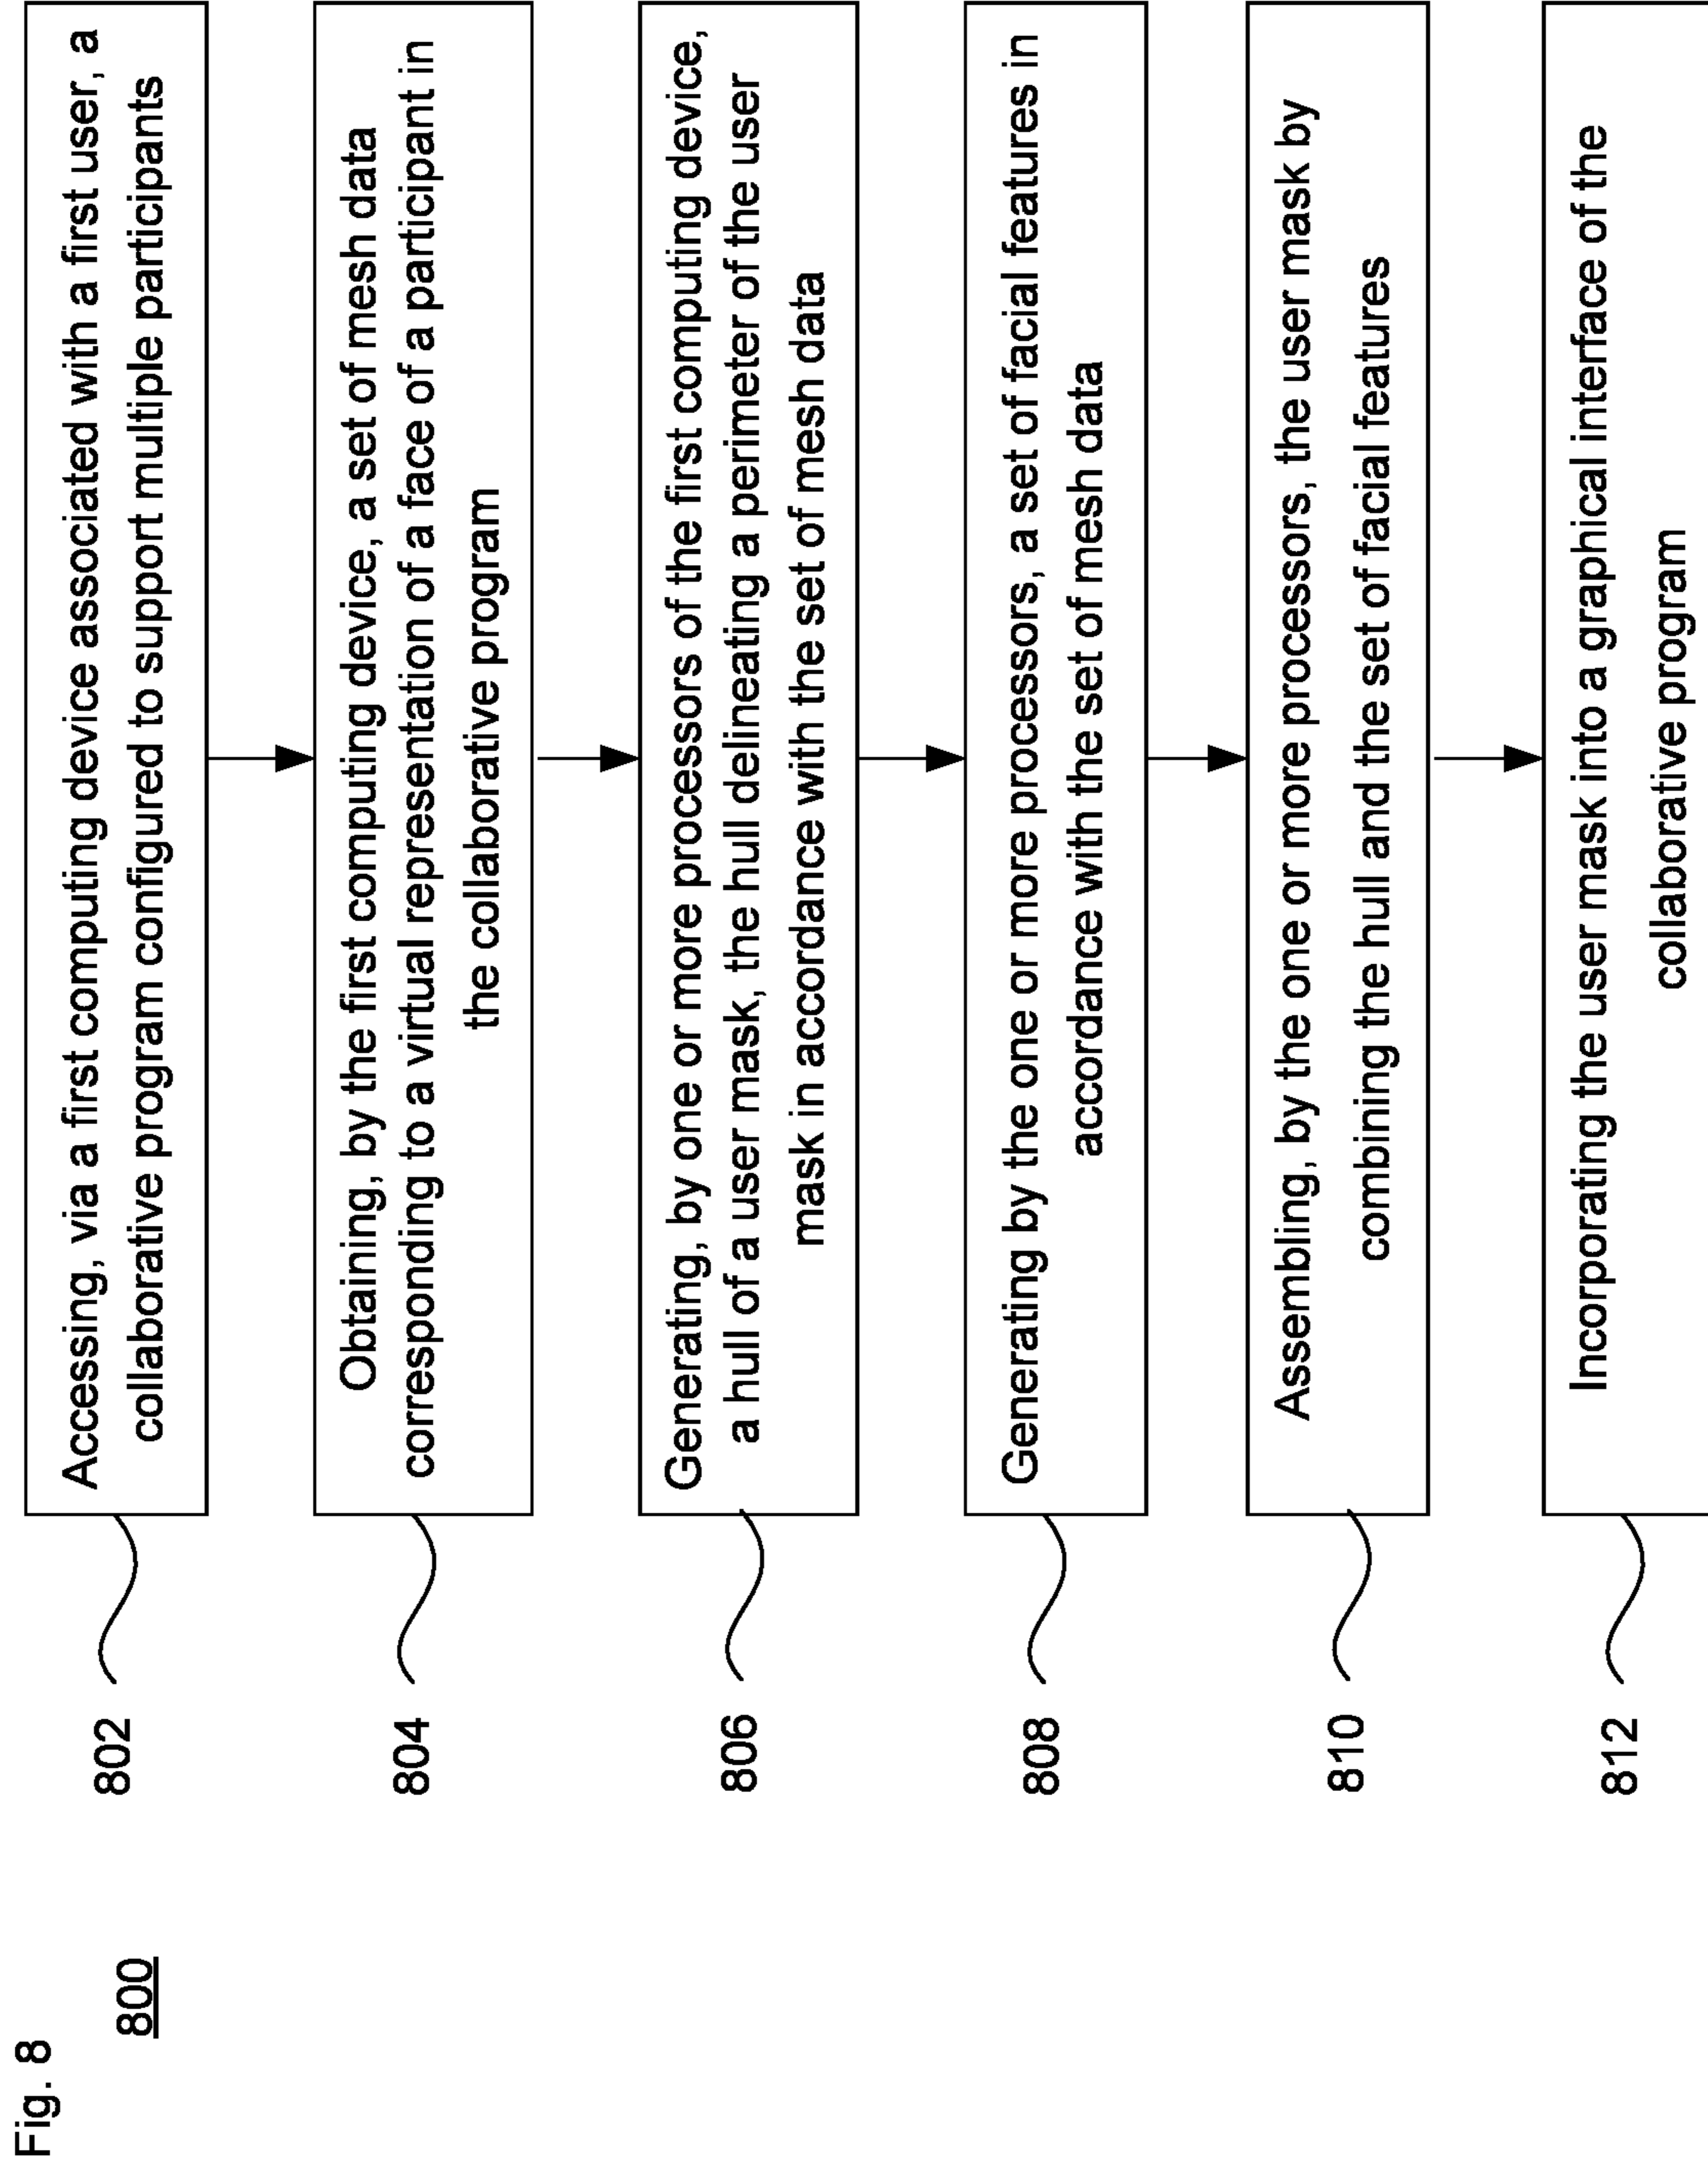 Fig. 8
800
802
Accessing, via a first computing device associated with a first user, a
collaborative program configured to support multiple participants
804
Obtaining, by the first computing device, a set of mesh data
corresponding to a virtual representation of a face of a participant in
the collaborative program
806
Generating, by one or more processors of the first computing device,
a hull of a user mask, the hull delineating a perimeter of the user
mask in accordance with the set of mesh data
808
Generating by the one or more processors, a set of facial features in
accordance with the set of mesh data
810
Assembling, by the one or more processors, the user mask by
combining the hull and the set of facial features
812
Incorporating the user mask into a graphical interface of the
collaborative program